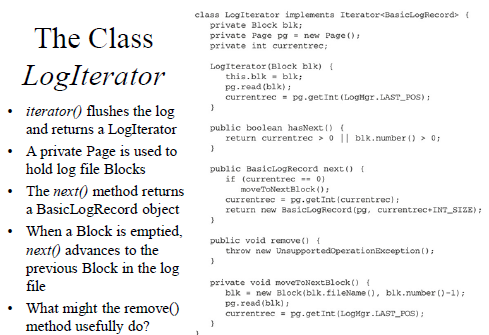 The Class
LogIterator
• iterator() flushes the log
and returns a LogIterator
• A private Page is used to
hold log file Blocks
• The next() method returns
a BasicLogRecord object
• When a Block is emptied,
next() advances to the
previous Block in the log
file
• What might the remove()
method usefully do?
class LogIterator implements Iterator<BasicLogRecord> {
private Block blk;
private Page pg = new Page();
private int currentrec;
LogIterator(Block blk) {
this.blk = blk;
pg.read(blk);
currentrec = pg.getInt(LogMgr.LAST_POS);
}
public boolean hasNext() {
return currentrec > 0 || blk.number() > 0;
}
public BasicLogRecord next() {
if (currentrec == 0)
moveToNextBlock();
currentrec = pg.getInt(currentrec);
return new BasicLogRecord(pg, currentrec+INT_SIZE);
}
public void remove() {
throw new UnsupportedOperationException();
}
private void moveToNextBlock() {
blk = new Block(blk.fileName(), blk.number()-1);
pg.read(blk);
currentrec = pg.getInt(LogMgr.LAST_POS);
}
}